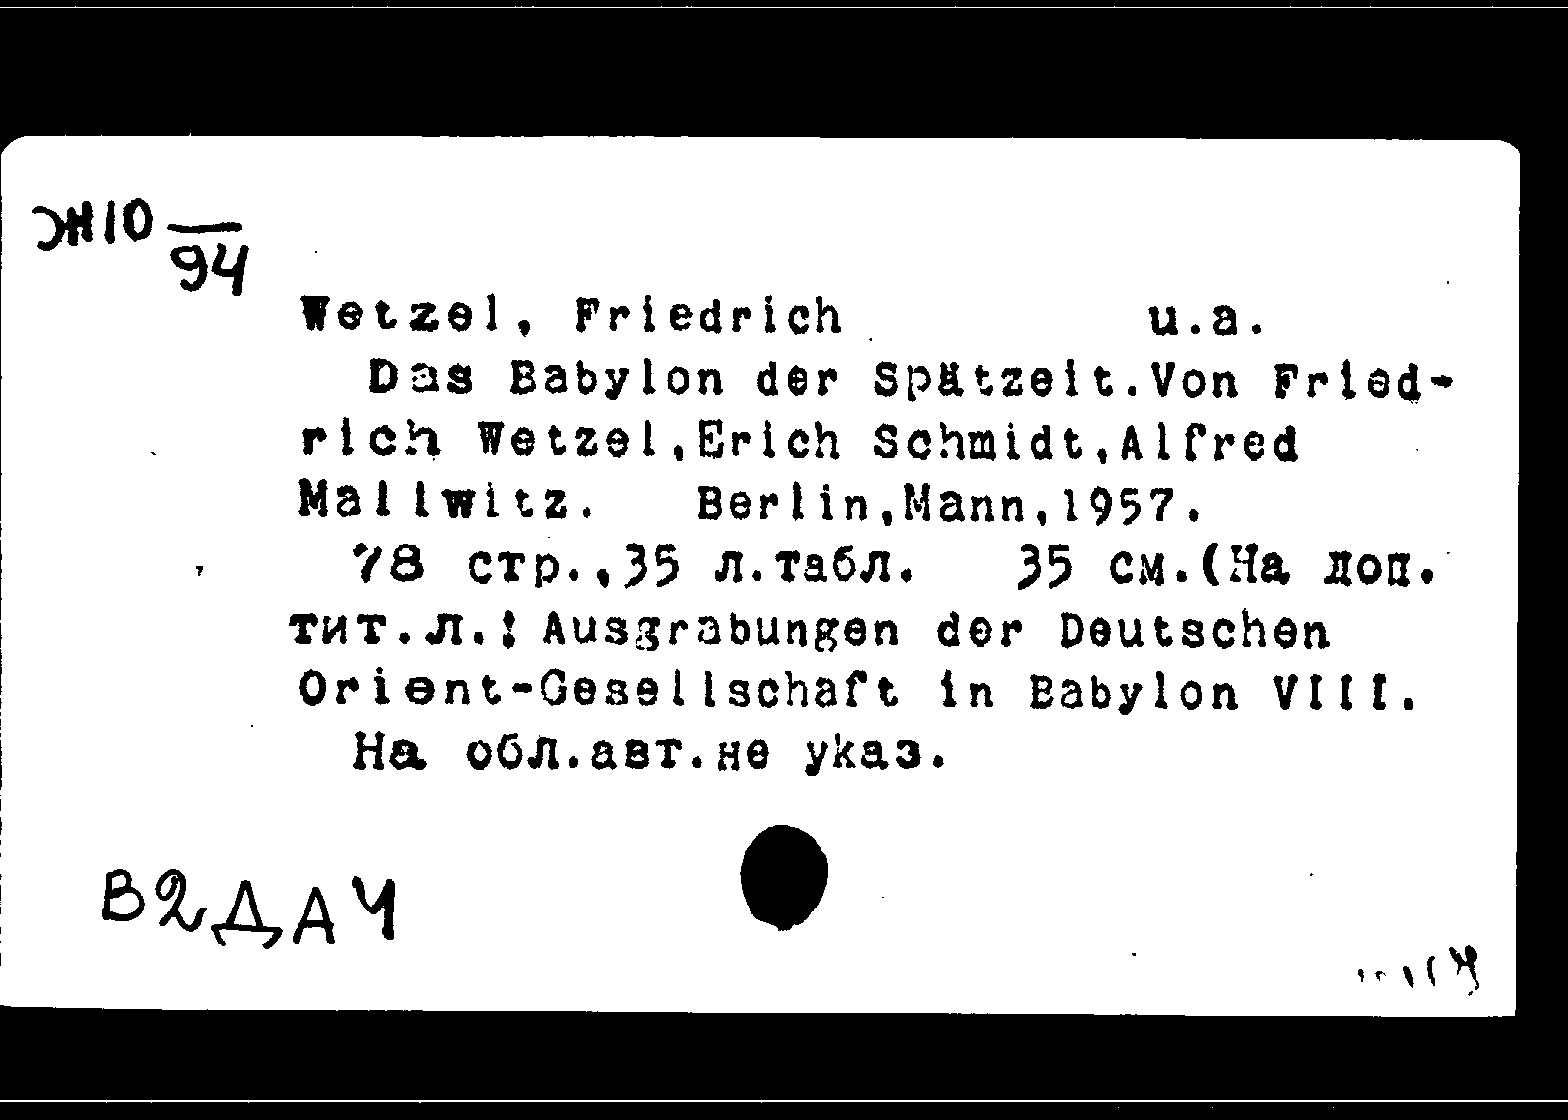 Ж10
94
Wetzel, Friedrich u.a.
Das Babylon der Spätzeit.Von Fried-
rich Wetzel,Erich Schmidt,Alfred
Mallwitz. Berlin,Mann,1957.
78 стр.,35 л.табл. 35 см.(На доп.
тит.л.: Ausgrabungen der Deutschen
Orient-Gesellschaft in Babylon VIII.
На обл.авт.не указ.
В2ДАЧ